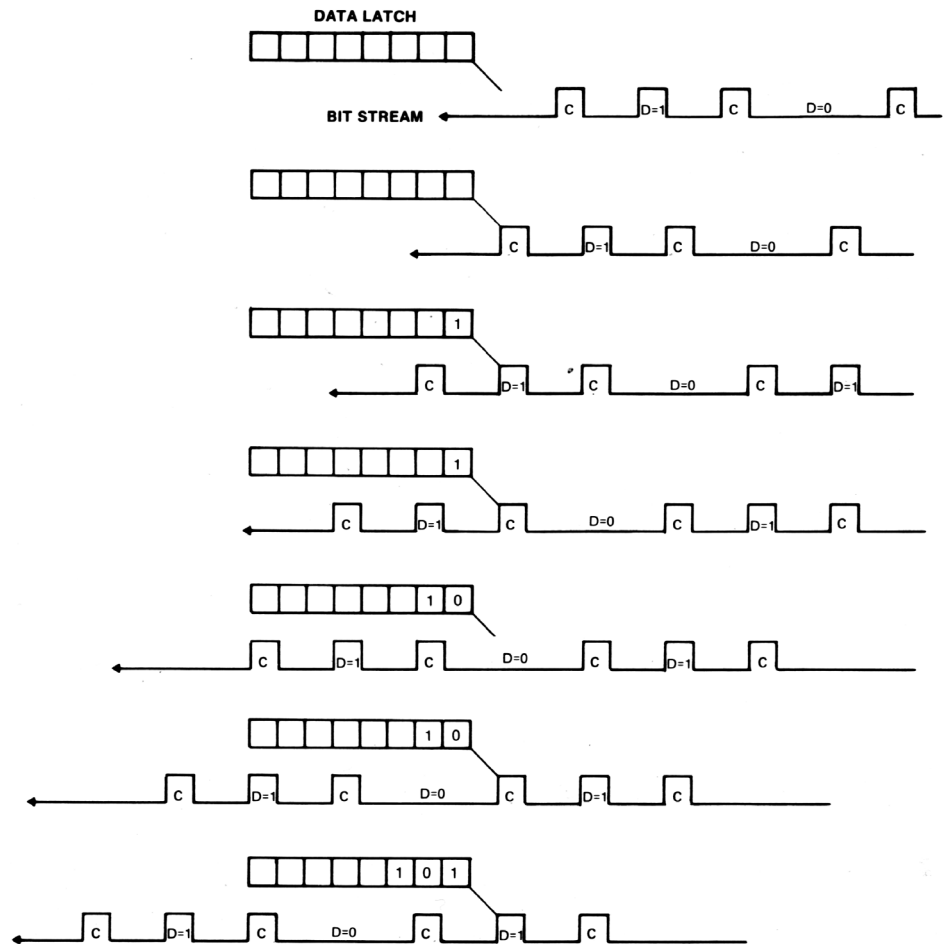 DATA LATCH
C D=1 C D=0 C
BIT STREAM
C D=1 C D=0 C
1
C D=1 C D=0 C D=1
1
C D=1 C D=0 C D=1 C
1 0
C D=1 C D=0 C D=1 C
1 0
C D=1 C D=0 C D=1 C
1 0 1
C D=1 C D=0 C D=1 C